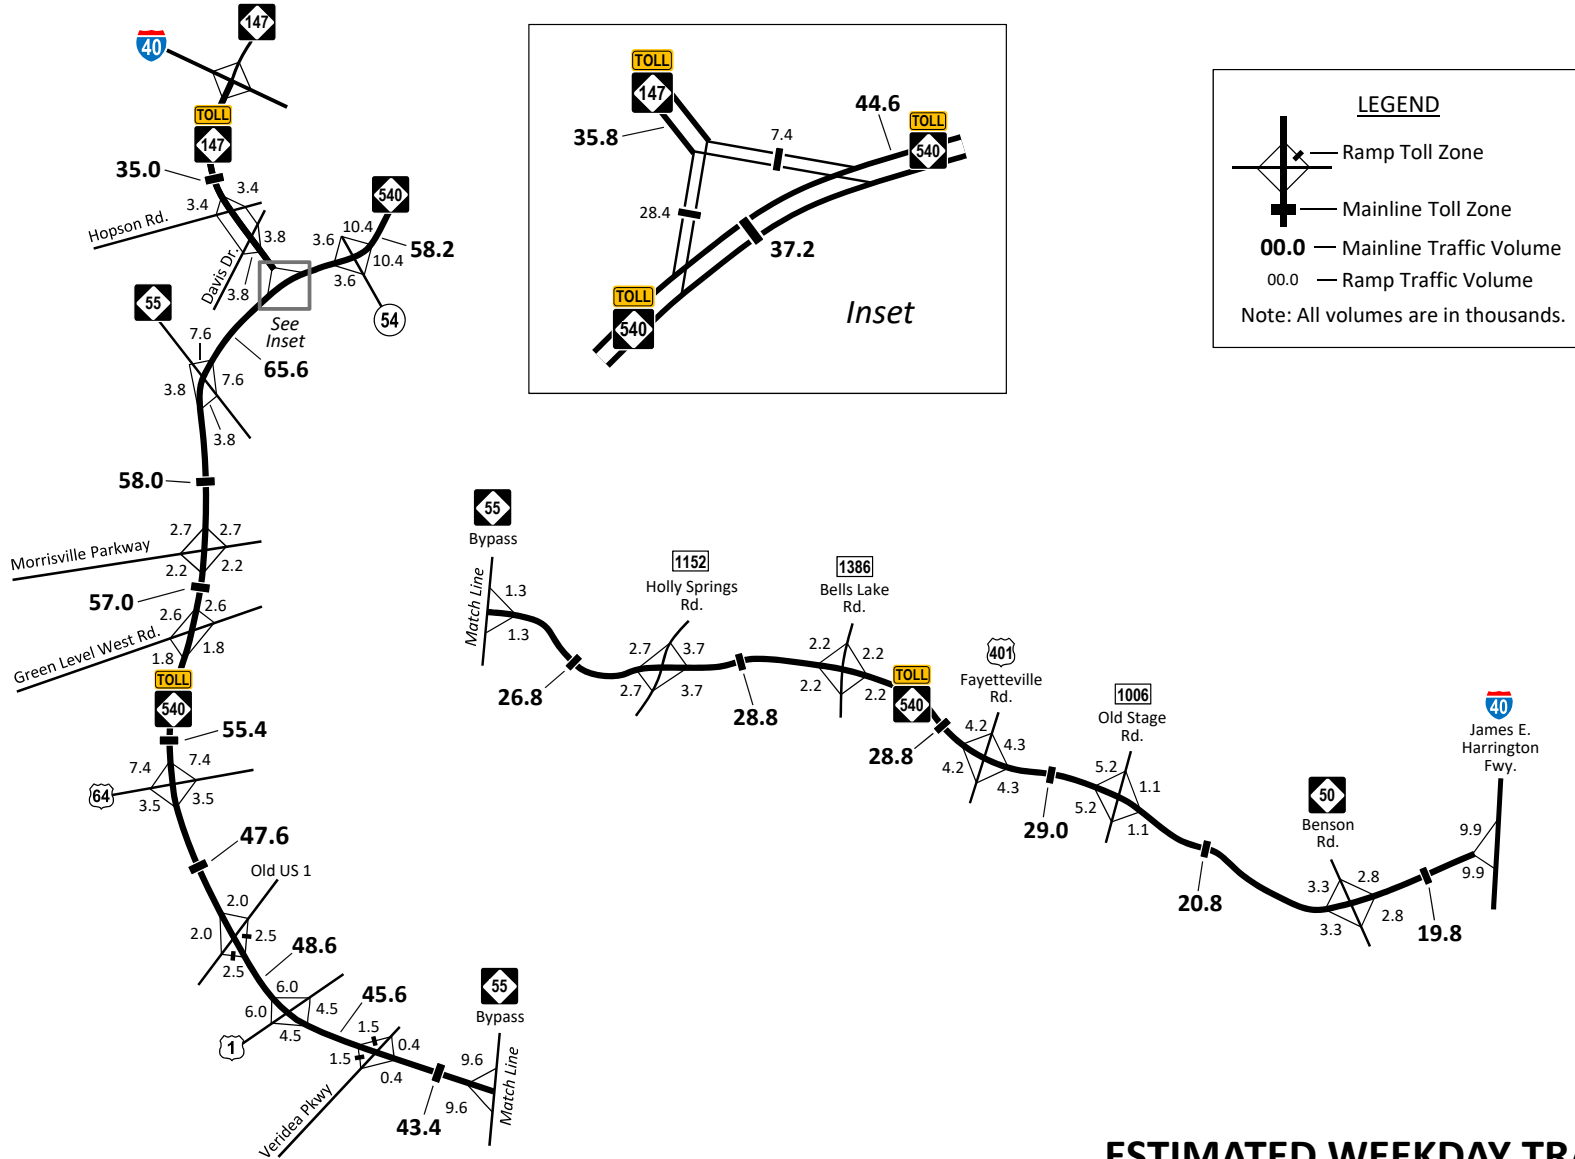 147
40
TOLL
147
35.0
3.4
3.4
Hopson Rd.
3.8
Davis Dr.
3.8
540
10.4
3.6
58.2
10.4
3.6
54
See
Inset
55
7.6
65.6
7.6
3.8
3.8
58.0
2.7
2.7
Morrisville Parkway
2.2
2.2
57.0
2.6
2.6
Green Level West Rd.
1.8
1.8
TOLL
540
55.4
7.4
7.4
64
3.5
3.5
47.6
Old US 1
2.0
2.0
2.5
2.5
48.6
6.0
6.0
4.5
4.5
1
45.6
1.5
1.5
0.4
0.4
Veridea Pkwy
43.4
55
Bypass
9.6
9.6
Match Line
TOLL
147
35.8
7.4
44.6
TOLL
540
28.4
37.2
TOLL
540
Inset
LEGEND
Ramp Toll Zone
Mainline Toll Zone
00.0 Mainline Traffic Volume
00.0 Ramp Traffic Volume
Note: All volumes are in thousands.
55
Bypass
Match Line
1.3
1.3
26.8
1152
Holly Springs
Rd.
2.7
3.7
2.7
3.7
28.8
1386
Bells Lake
Rd.
2.2
2.2
2.2
2.2
TOLL
540
28.8
401
Fayetteville
Rd.
4.2
4.3
4.2
4.3
29.0
1006
Old Stage
Rd.
5.2
1.1
5.2
1.1
20.8
50
Benson
Rd.
3.3
2.8
3.3
2.8
19.8
40
James E.
Harrington
Fwy.
9.9
9.9
ESTIMATED WEEKDAY TRA